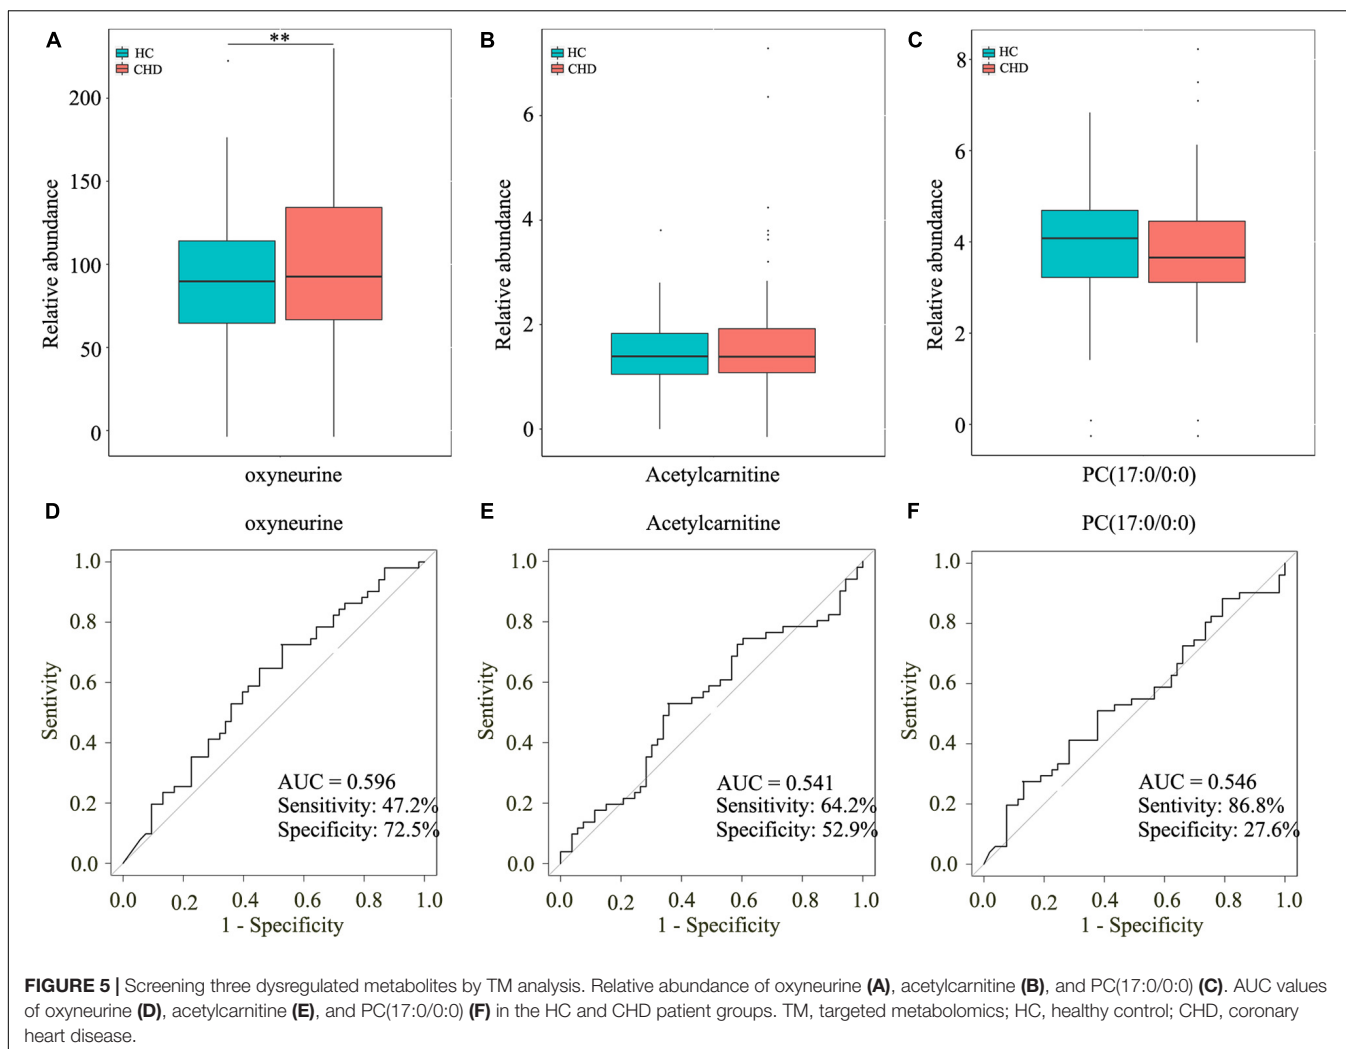 A
**
HC
CHD
200
150
100
50
0
Relative abundance
oxyneurine
B
HC
CHD
6
4
2
0
Relative abundance
Acetylcarnitine
C
HC
CHD
8
6
4
2
0
Relative abundance
PC(17:0/0:0)
D
oxyneurine
1.0
0.8
0.6
0.4
0.2
0.0
Sentivity
AUC = 0.596
Sensitivity: 47.2%
Specificity: 72.5%
0.0 0.2 0.4 0.6 0.8 1.0
1 - Specificity
E
Acetylcarnitine
1.0
0.8
0.6
0.4
0.2
0.0
Sentivity
AUC = 0.541
Sensitivity: 64.2%
Specificity: 52.9%
0.0 0.2 0.4 0.6 0.8 1.0
1 - Specificity
F
PC(17:0/0:0)
1.0
0.8
0.6
0.4
0.2
0.0
Sentivity
AUC = 0.546
Sentivity: 86.8%
Specificity: 27.6%
0.0 0.2 0.4 0.6 0.8 1.0
1 - Specificity
FIGURE 5 | Screening three dysregulated metabolites by TM analysis. Relative abundance of oxyneurine (A), acetylcarnitine (B), and PC(17:0/0:0) (C). AUC values
of oxyneurine (D), acetylcarnitine (E), and PC(17:0/0:0) (F) in the HC and CHD patient groups. TM, targeted metabolomics; HC, healthy control; CHD, coronary
heart disease.